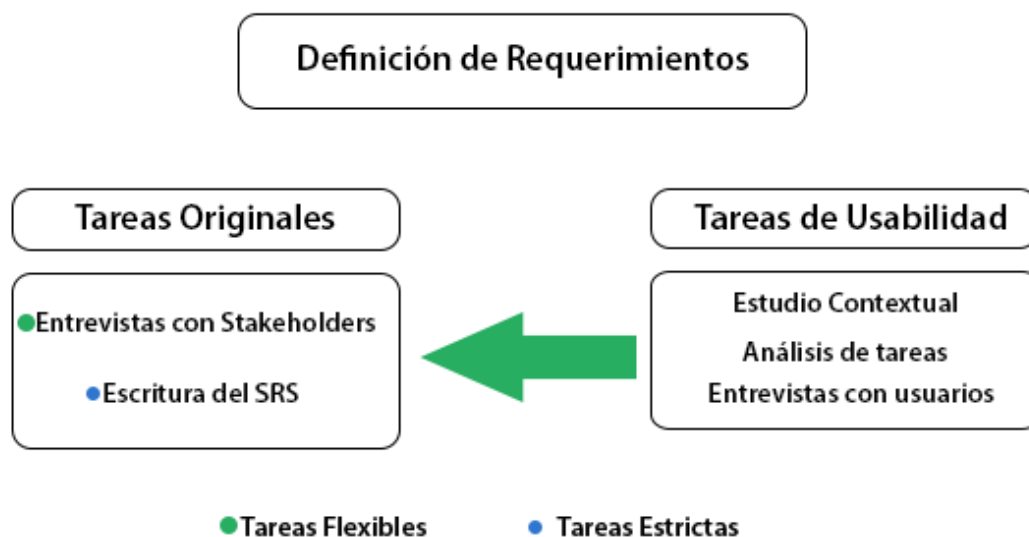 Definición de Requerimientos
Tareas Originales
Entrevistas con Stakeholders
Escritura del SRS
Tareas de Usabilidad
Estudio Contextual
Análisis de tareas
Entrevistas con usuarios
Tareas Flexibles
Tareas Estrictas